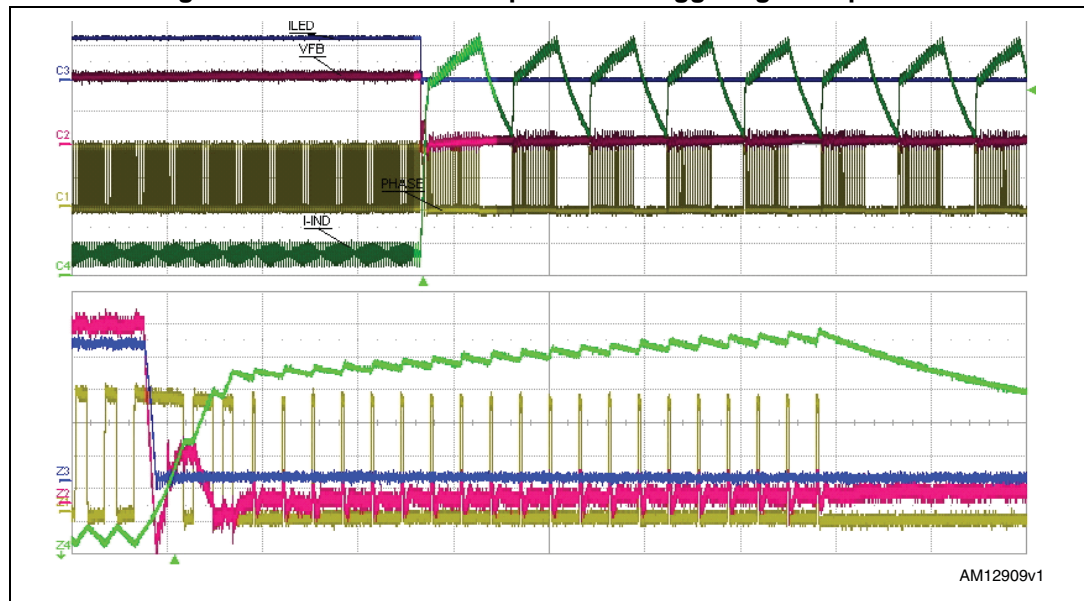 ILED
VFB
C3
C2
PHASE
C1
I-IND
C4
Z3
Z4
AM12909v1